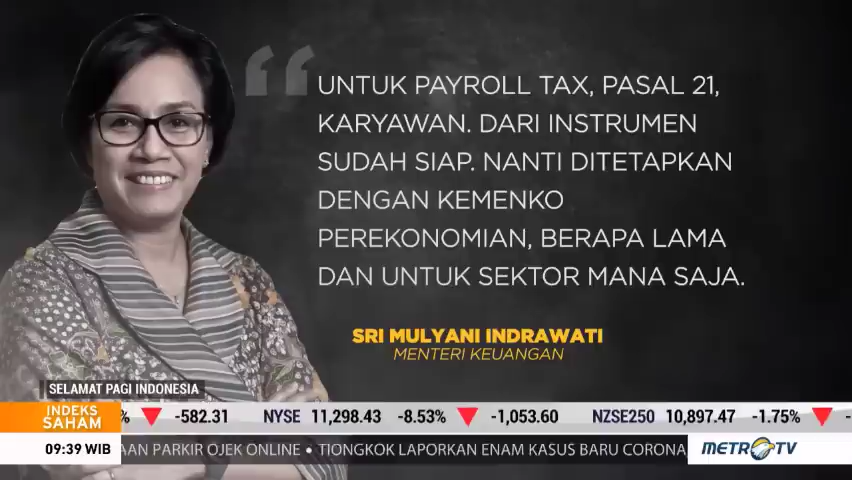 UNTUK PAYROLL TAX, PASAL 21,
KARYAWAN. DARI INSTRUMEN
SUDAH SIAP. NANTI DITETAPKAN
DENGAN KEMENKO
PEREKONOMIAN, BERAPA LAMA
DAN UNTUK SEKTOR MANA SAJA.
SRI MULYANI INDRAWATI
MENTERI KEUANGAN
SELAMAT PAGI INDONESIA
INDEKS SAHAM
% ▼ -582.31 NYSE 11,298.43 -8.53% ▼ -1,053.60 NZSE250 10,897.47 -1.75% ▼ -
09:39 WIB
AAN PARKIR OJEK ONLINE • TIONGKOK LAPORKAN ENAM KASUS BARU CORONA
METRO TV